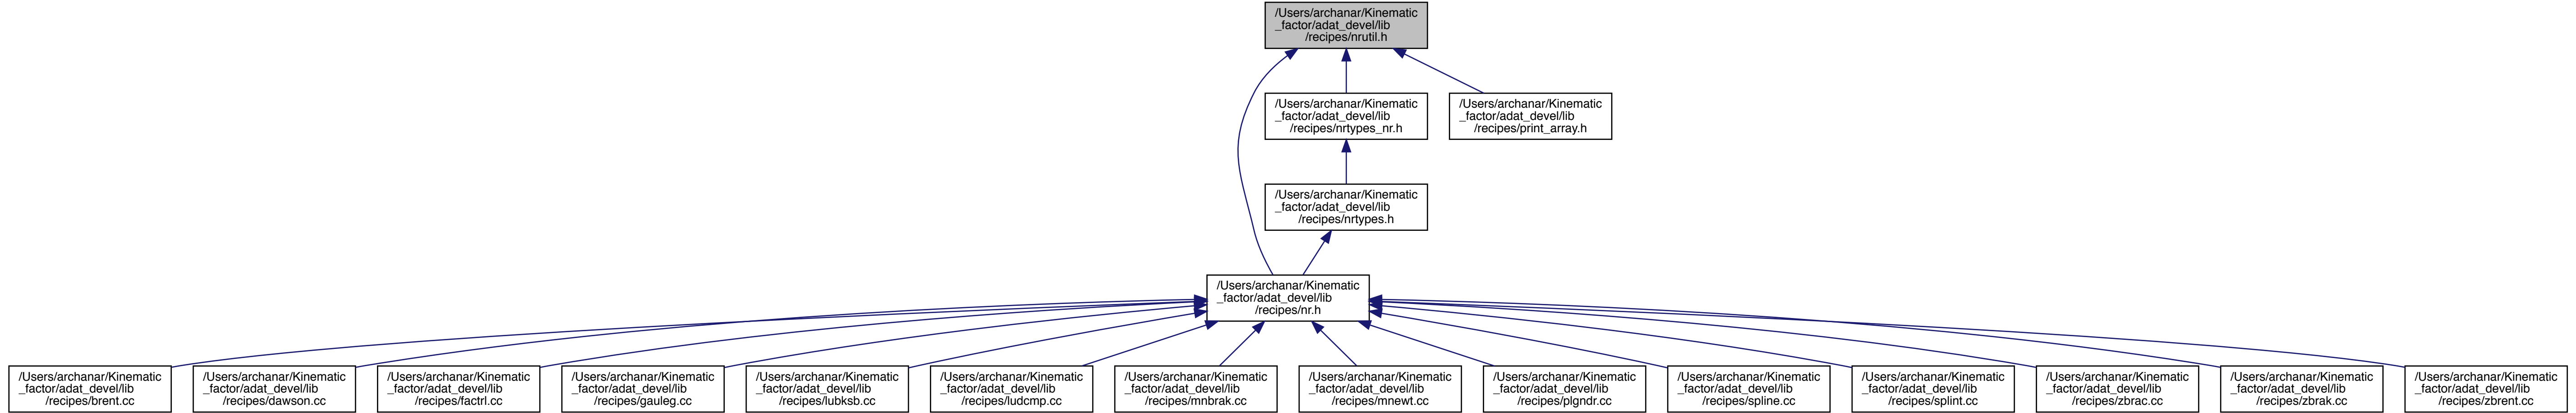 /Users/archanar/Kinematic
_factor/adat_devel/lib
/recipes/nrutil.h
/Users/archanar/Kinematic
_factor/adat_devel/lib
/recipes/nrtypes_nr.h
/Users/archanar/Kinematic
_factor/adat_devel/lib
/recipes/print_array.h
/Users/archanar/Kinematic
_factor/adat_devel/lib
/recipes/nrtypes.h
/Users/archanar/Kinematic
_factor/adat_devel/lib
/recipes/nr.h
/Users/archanar/Kinematic
_factor/adat_devel/lib
/recipes/brent.cc
/Users/archanar/Kinematic
_factor/adat_devel/lib
/recipes/dawson.cc
/Users/archanar/Kinematic
_factor/adat_devel/lib
/recipes/factrl.cc
/Users/archanar/Kinematic
_factor/adat_devel/lib
/recipes/gauleg.cc
/Users/archanar/Kinematic
_factor/adat_devel/lib
/recipes/lubksb.cc
/Users/archanar/Kinematic
_factor/adat_devel/lib
/recipes/ludcmp.cc
/Users/archanar/Kinematic
_factor/adat_devel/lib
/recipes/mnbrak.cc
/Users/archanar/Kinematic
_factor/adat_devel/lib
/recipes/mnewt.cc
/Users/archanar/Kinematic
_factor/adat_devel/lib
/recipes/plgndr.cc
/Users/archanar/Kinematic
_factor/adat_devel/lib
/recipes/spline.cc
/Users/archanar/Kinematic
_factor/adat_devel/lib
/recipes/splint.cc
/Users/archanar/Kinematic
_factor/adat_devel/lib
/recipes/zbrac.cc
/Users/archanar/Kinematic
_factor/adat_devel/lib
/recipes/zbrak.cc
/Users/archanar/Kinematic
_factor/adat_devel/lib
/recipes/zbrent.cc